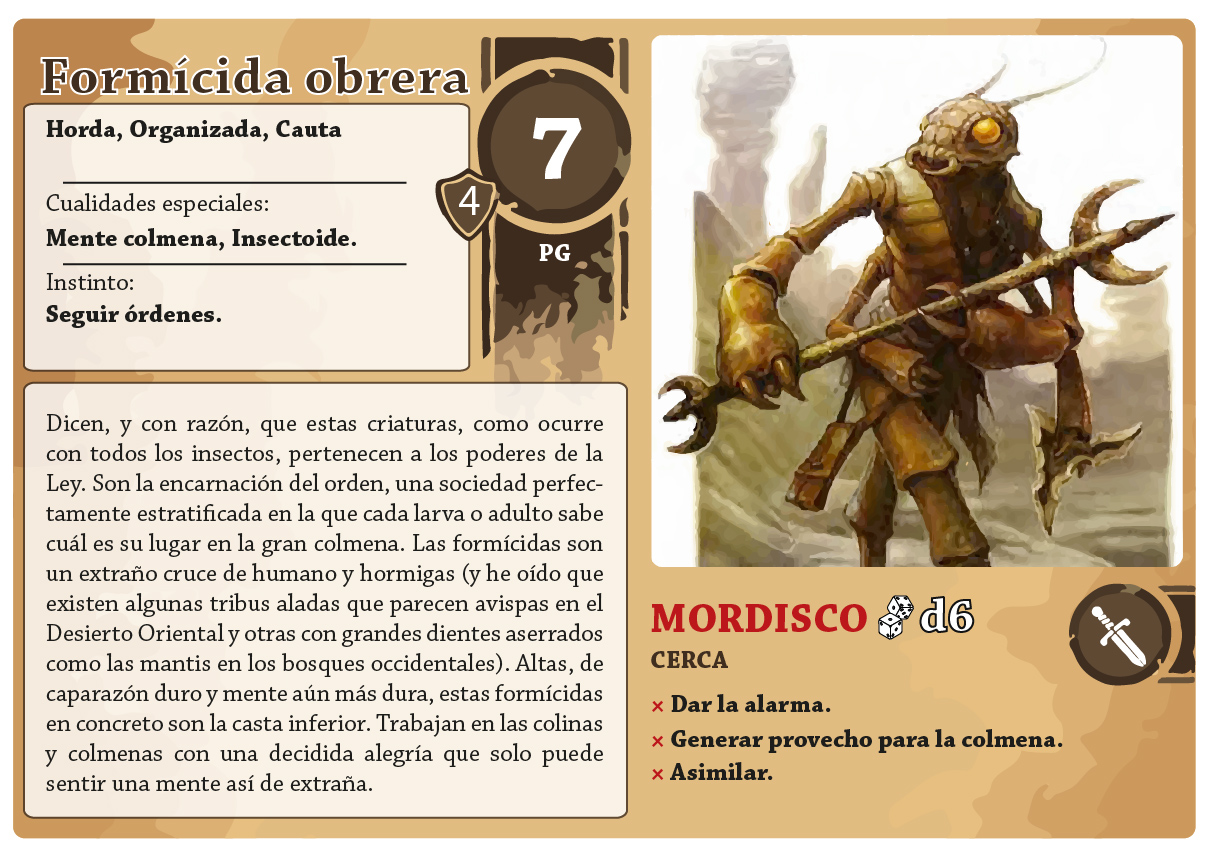 Formícida obrera
Horda, Organizada, Cauta
Cualidades especiales:
Mente colmena, Insectoide.
Instinto:
Seguir órdenes.
7
4
PG
Dicen, y con razón, que estas criaturas, como ocurre
con todos los insectos, pertenecen a los poderes de la
Ley. Son la encarnación del orden, una sociedad perfec-
tamente estratificada en la que cada larva o adulto sabe
cuál es su lugar en la gran colmena. Las formícidas son
un extraño cruce de humano y hormigas (y he oído que
existen algunas tribus aladas que parecen avispas en el
Desierto Oriental y otras con grandes dientes aserrados
como las mantis en los bosques occidentales). Altas, de
caparazón duro y mente aún más dura, estas formícidas
en concreto son la casta inferior. Trabajan en las colinas
y colmenas con una decidida alegría que solo puede
sentir una mente así de extraña.
MORDISCO d6
CERCA
× Dar la alarma.
× Generar provecho para la colmena.
× Asimilar.